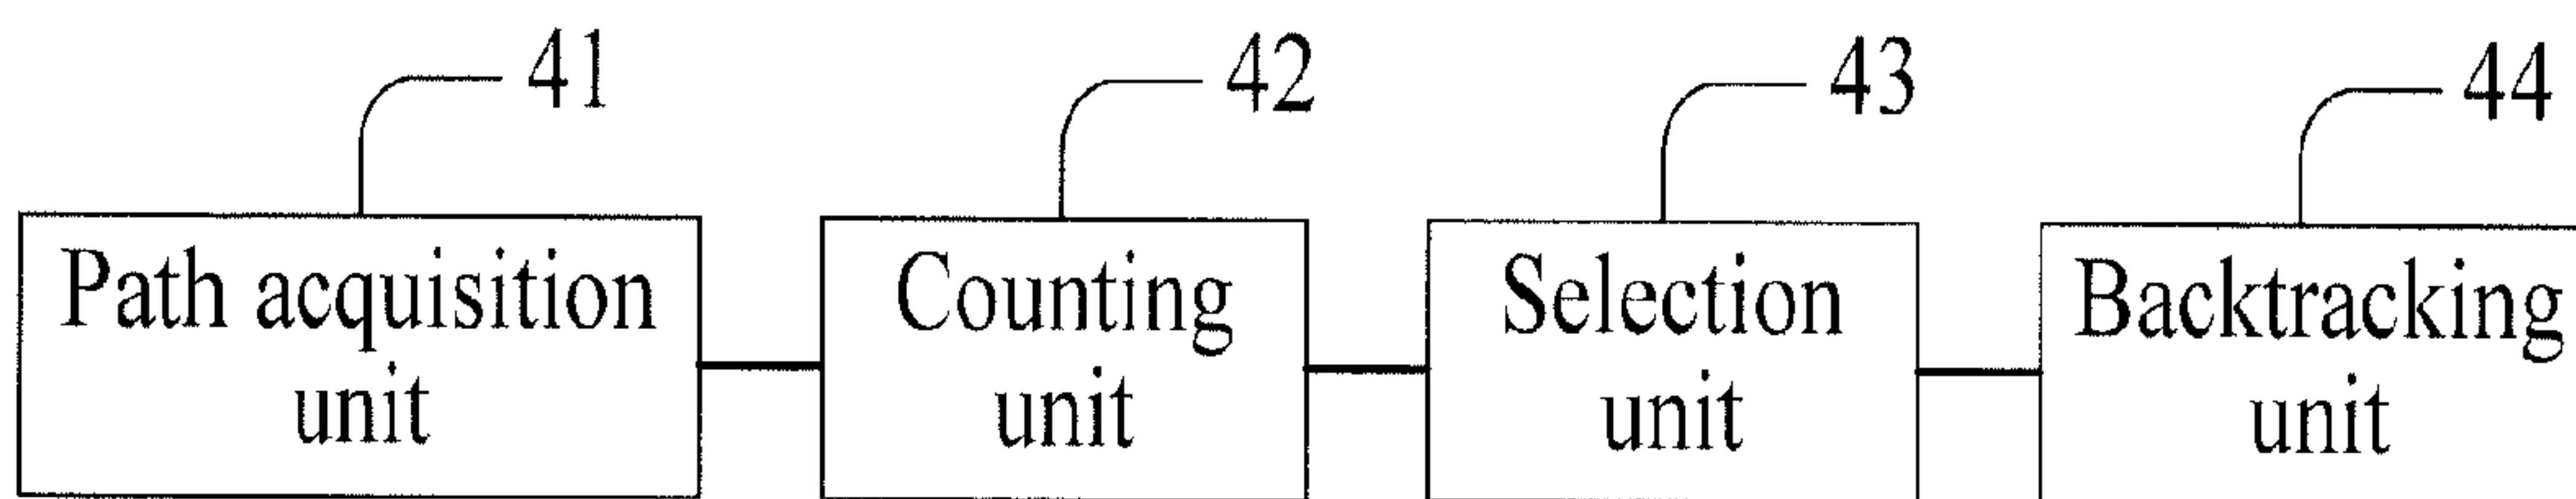 41
42
43
44
Path acquisition
unit
Counting
unit
Selection
unit
Backtracking
unit